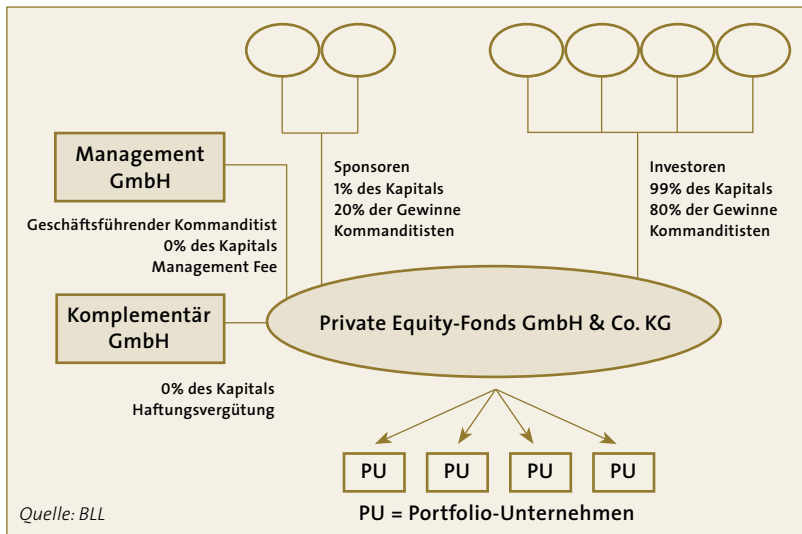 Management
GmbH
Geschäftsführender Kommanditist
0% des Kapitals
Management Fee
Sponsoren
1% des Kapitals
20% der Gewinne
Kommanditisten
Investoren
99% des Kapitals
80% der Gewinne
Kommanditisten
Komplementär
GmbH
0% des Kapitals
Haftungsvergütung
Private Equity-Fonds GmbH & Co. KG
PU
PU
PU
PU
PU = Portfolio-Unternehmen
Quelle: BLL